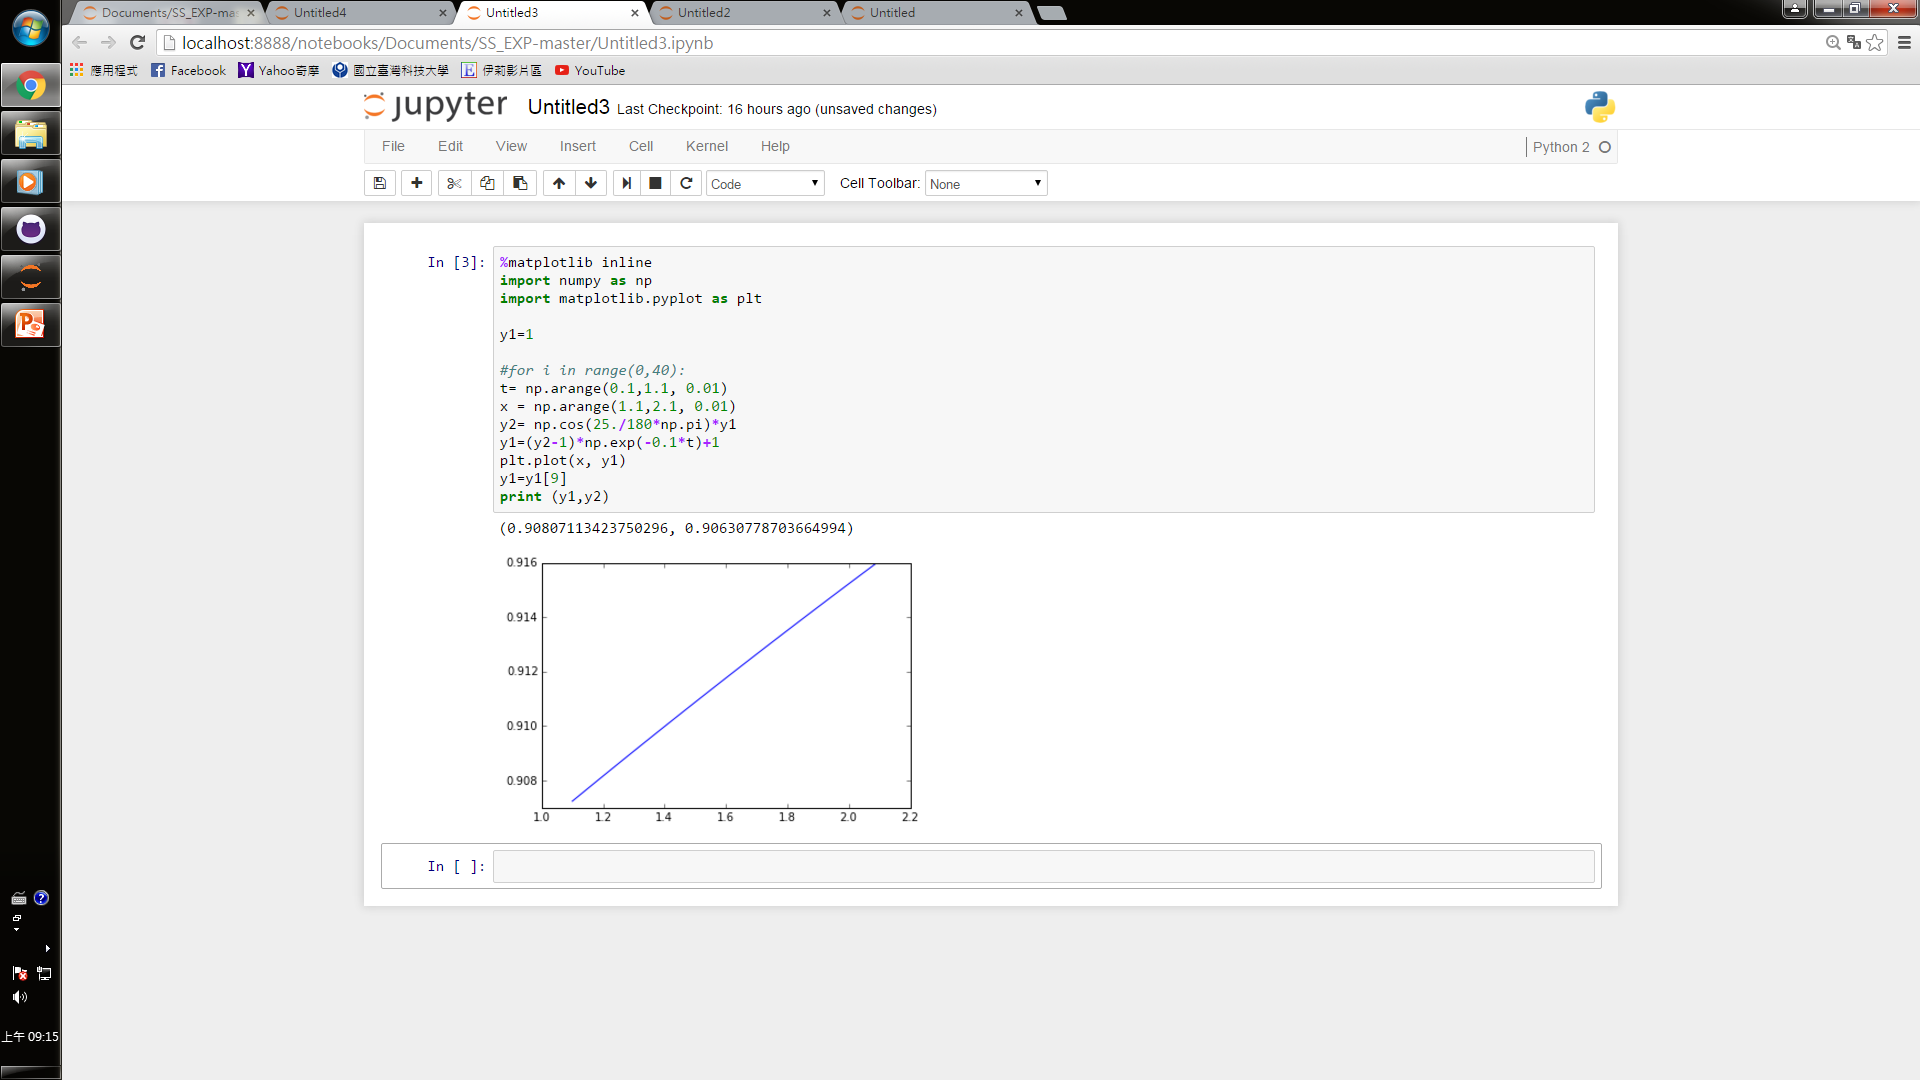 Documents/SS_EXP-mas
Untitled4
Untitled3
Untitled2
Untitled
localhost:8888/notebooks/Documents/SS_EXP-master/Untitled3.ipynb
應用程式 Facebook Yahoo奇摩 國立臺灣科技大學 伊莉影片區 YouTube
jupyter Untitled3 Last Checkpoint: 16 hours ago (unsaved changes)
File Edit View Insert Cell Kernel Help Python 2
Code Cell Toolbar: None
In [3]: %matplotlib inline
import numpy as np
import matplotlib.pyplot as plt
y1=1
#for i in range(0,40):
t= np.arange(0.1,1.1, 0.01)
x = np.arange(1.1,2.1, 0.01)
y2= np.cos(25./180*np.pi)*y1
y1=(y2-1)*np.exp(-0.1*t)+1
plt.plot(x, y1)
y1=y1[9]
print (y1,y2)
(0.90807113423750296, 0.90630778703664994)
0.916
0.914
0.912
0.910
0.908
1.0 1.2 1.4 1.6 1.8 2.0 2.2
In [ ]:
上午 09:15